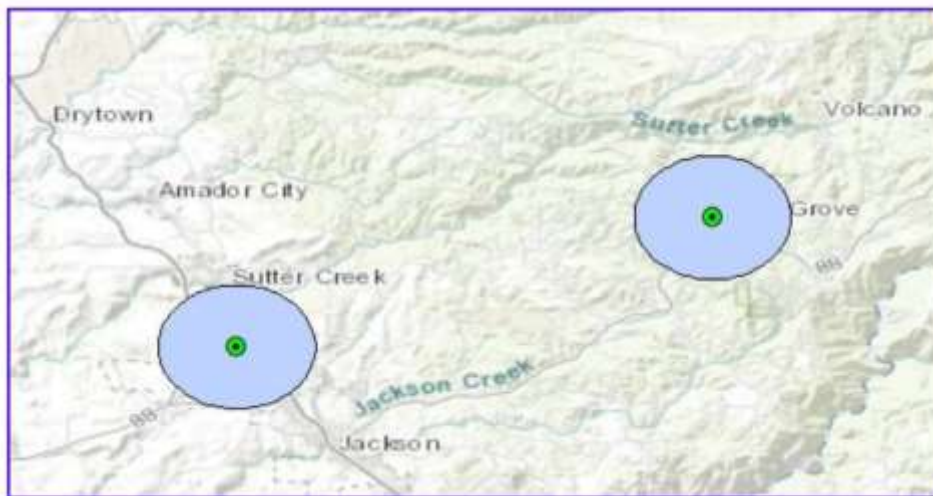 Drytown
Sutter Creek
Volcano
Amador City
Grove
88
Sutter Creek
Jackson Creek
88
Jackson